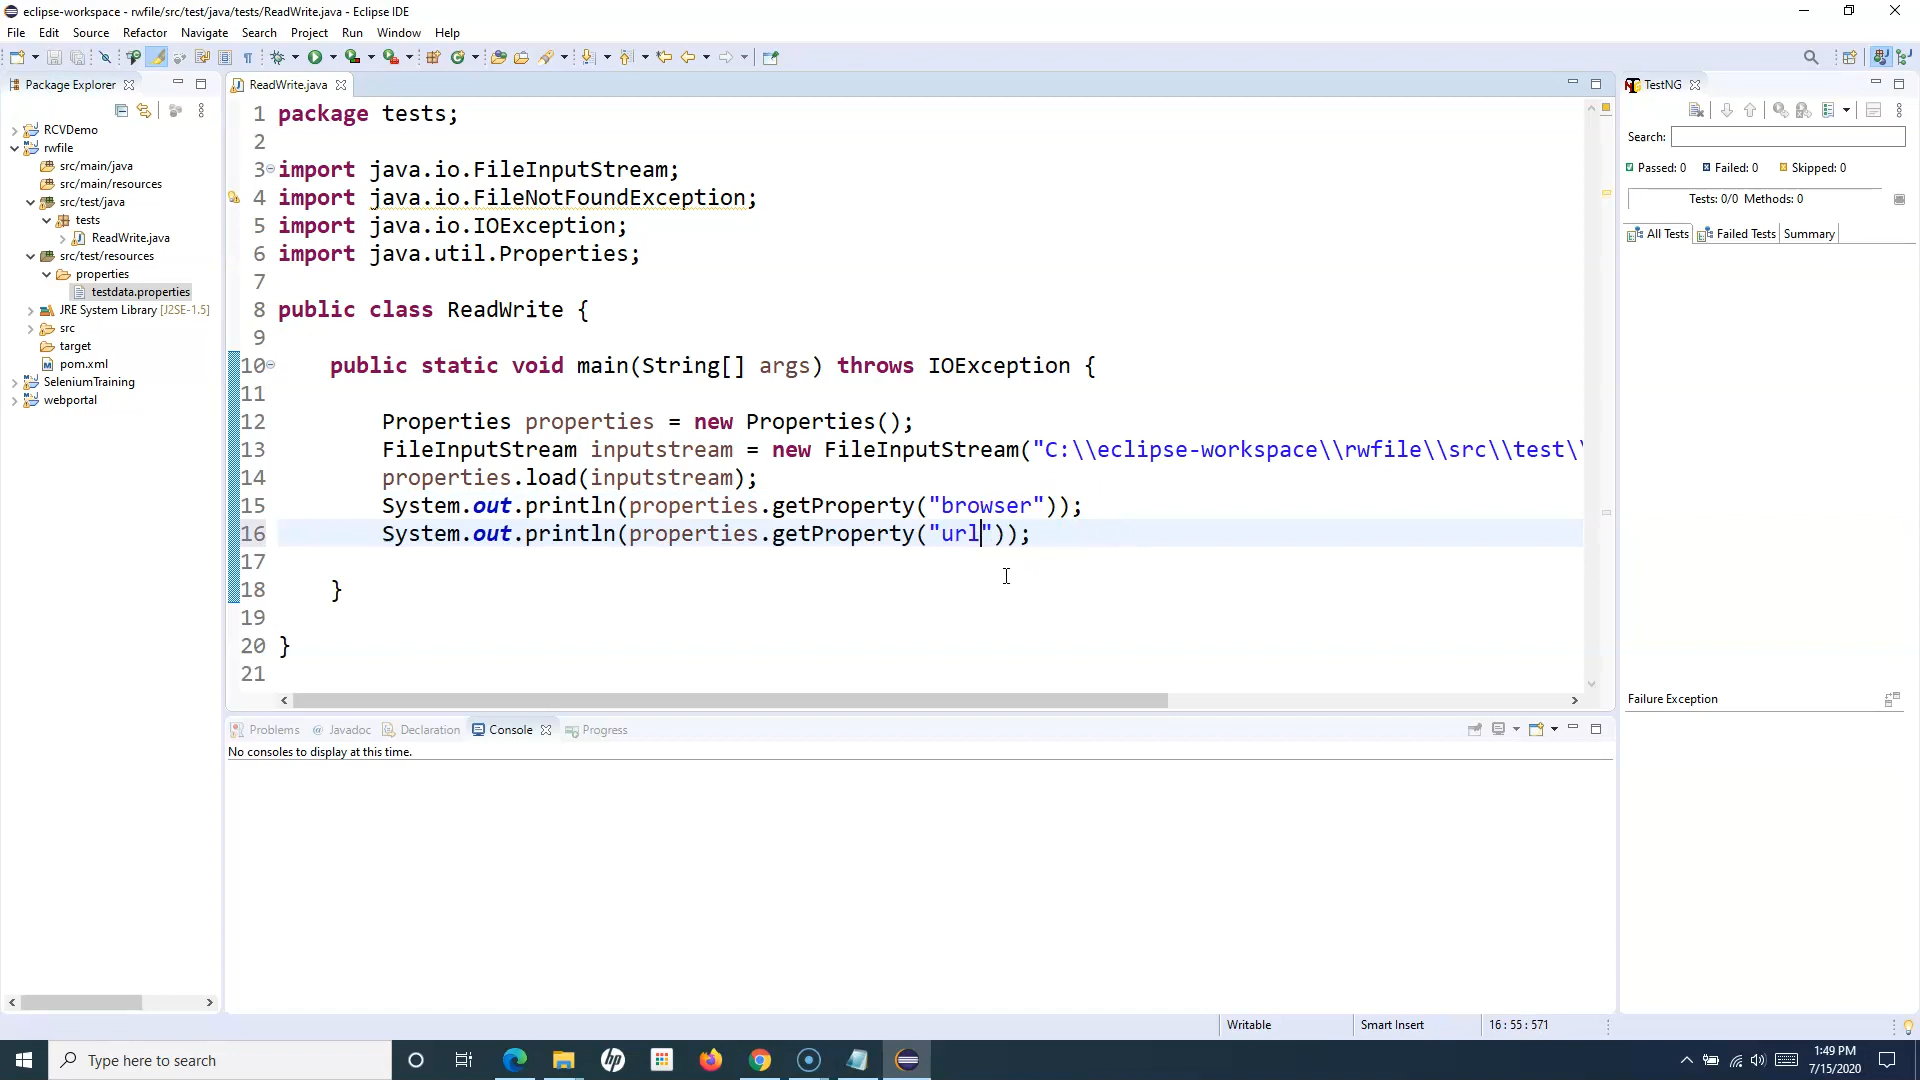 eclipse-workspace - rwfile/src/test/java/tests/ReadWrite.java - Eclipse IDE
File Edit Source Refactor Navigate Search Project Run Window Help
Package Explorer
RCVDemo
rwfile
src/main/java
src/main/resources
src/test/java
tests
ReadWrite.java
src/test/resources
properties
testdata.properties
JRE System Library [J2SE-1.5]
src
target
pom.xml
SeleniumTraining
webportal
ReadWrite.java
1 package tests;
2
3 import java.io.FileInputStream;
4 import java.io.FileNotFoundException;
5 import java.io.IOException;
6 import java.util.Properties;
7
8 public class ReadWrite {
9
10 public static void main(String[] args) throws IOException {
11
12 Properties properties = new Properties();
13 FileInputStream inputstream = new FileInputStream("C:\\eclipse-workspace\\rwfile\\src\\test\\
14 properties.load(inputstream);
15 System.out.println(properties.getProperty("browser"));
16 System.out.println(properties.getProperty("url"));
17
18 }
19
20 }
21
Problems @ Javadoc Declaration Console Progress
No consoles to display at this time.
TestNG
Search:
Passed: 0 Failed: 0 Skipped: 0
Tests: 0/0 Methods: 0
All Tests Failed Tests Summary
Failure Exception
Writable Smart Insert 16 : 55 : 571
Type here to search
hp
1:49 PM
7/15/2020